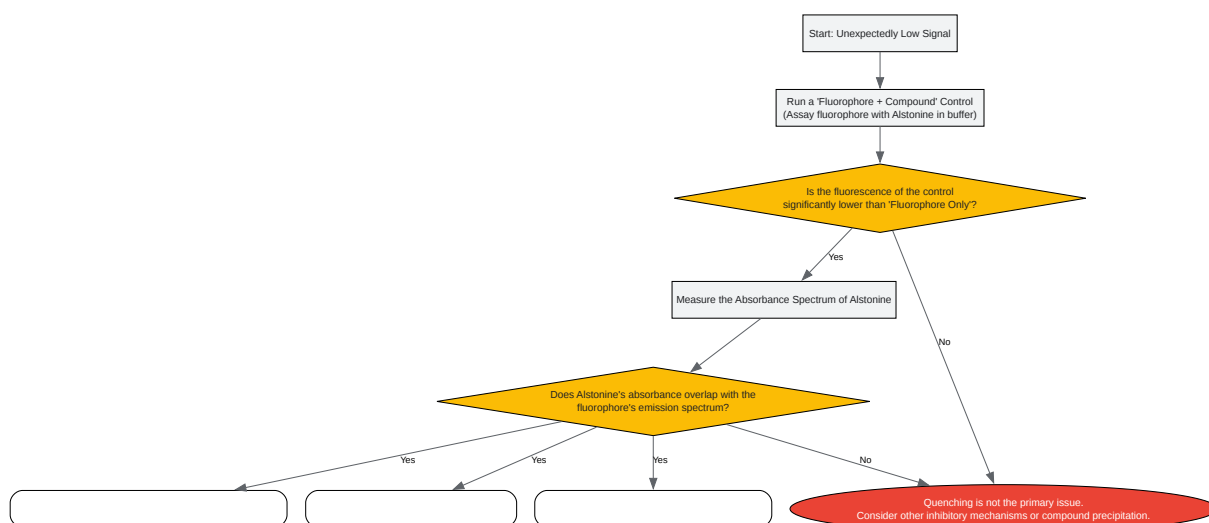 Start: Unexpectedly Low Signal
Run a 'Fluorophore + Compound' Control
(Assay fluorophore with Alstonine in buffer)
Is the fluorescence of the control
significantly lower than 'Fluorophore Only'?
Yes
Measure the Absorbance Spectrum of Alstonine
No
Does Alstonine's absorbance overlap with the
fluorophore's emission spectrum?
Yes
Yes
Yes
No
Quenching is not the primary issue.
Consider other inhibitory mechanisms or compound precipitation.